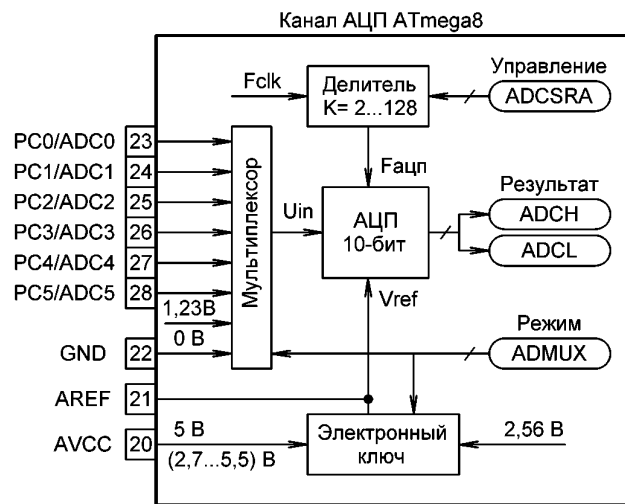 Канал АЦП ATmega8
Fclk
Делитель
K= 2...128
Управление
ADCSRA
PC0/ADC0 23
PC1/ADC1 24
PC2/ADC2 25
PC3/ADC3 26
PC4/ADC4 27
PC5/ADC5 28
Мультиплексор
Fацп
Uin
АЦП
10-бит
Результат
ADCH
ADCL
Vref
1,23В
0 В
GND 22
Режим
ADMUX
AREF 21
AVCC 20
5 В
(2,7...5,5) В
Электронный
ключ
2,56 В